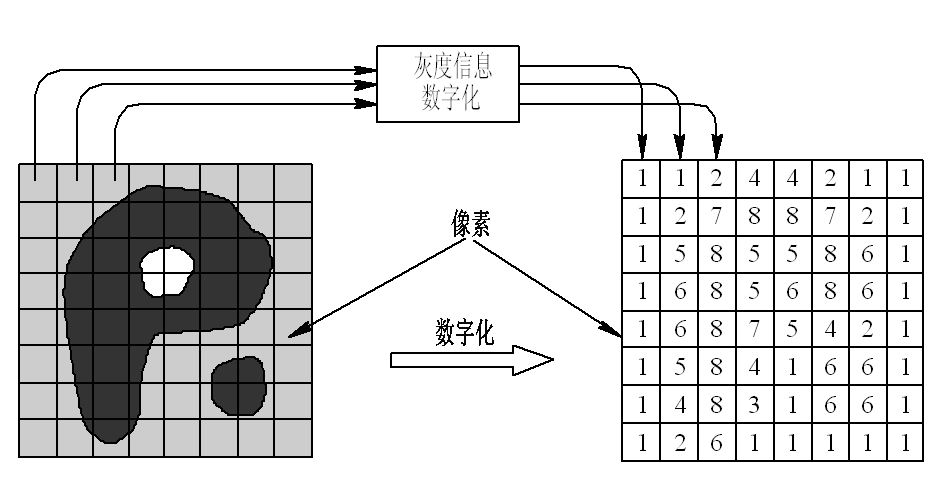 灰度信息
数字化
像素
数字化
1 1 2 4 4 2 1 1
1 2 7 8 8 7 2 1
1 5 8 5 5 8 6 1
1 6 8 5 6 8 6 1
1 6 8 7 5 4 2 1
1 5 8 4 1 6 6 1
1 4 8 3 1 6 6 1
1 2 6 1 1 1 1 1